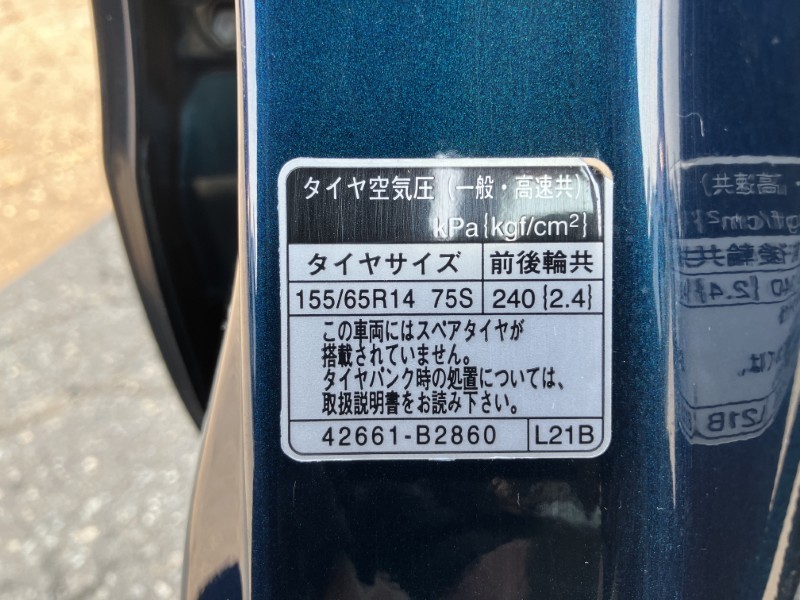 タイヤ空気圧（一般・高速共）
kPa{kgf/cm²}
タイヤサイズ 前後輪共
155/65R14 75S 240{2.4}
この車両にはスペアタイヤが
搭載されていません。
タイヤパンク時の処置については、
取扱説明書をお読み下さい。
42661-B2860 L21B